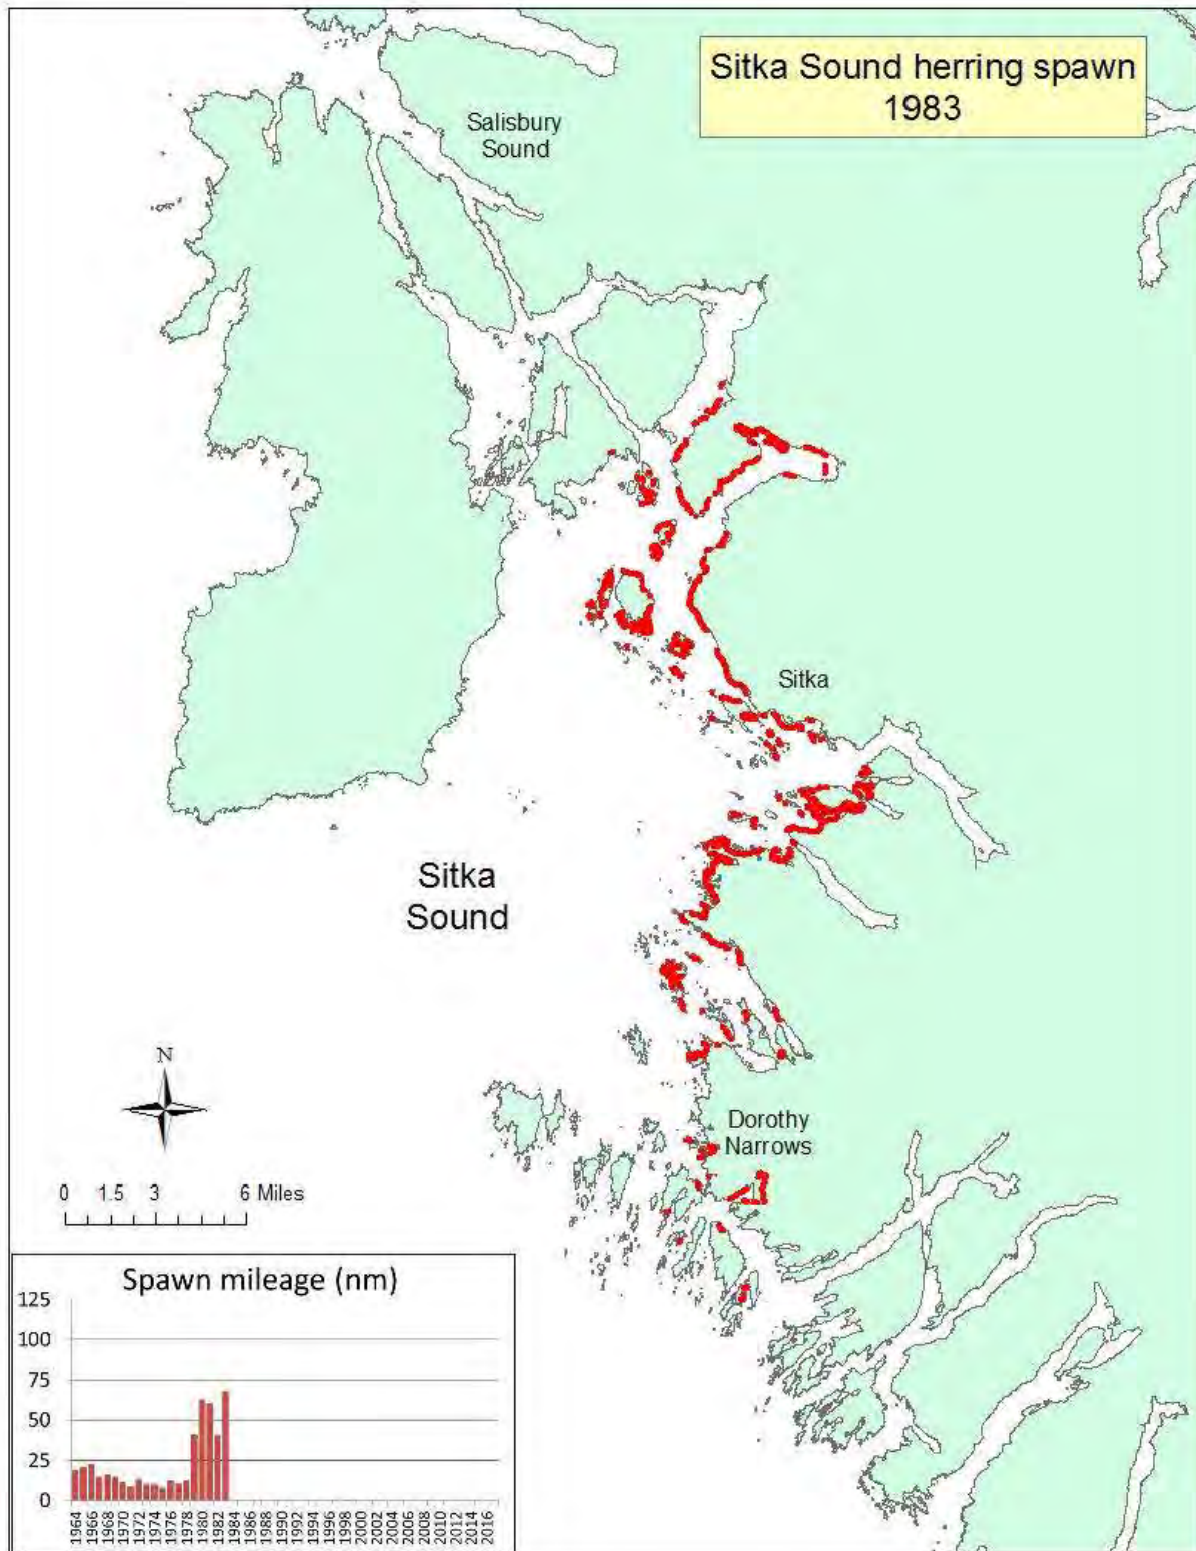 Sitka Sound herring spawn
1983
Salisbury
Sound
Sitka
Sitka
Sound
N
Dorothy
Narrows
0 1.5 3 6 Miles
Spawn mileage (nm)
125
100
75
50
25
0
1964 1966 1968 1970 1972 1974 1976 1978 1980 1982 1984 1986 1988 1990 1992 1994 1996 1998 2000 2002 2004 2006 2008 2010 2012 2014 2016